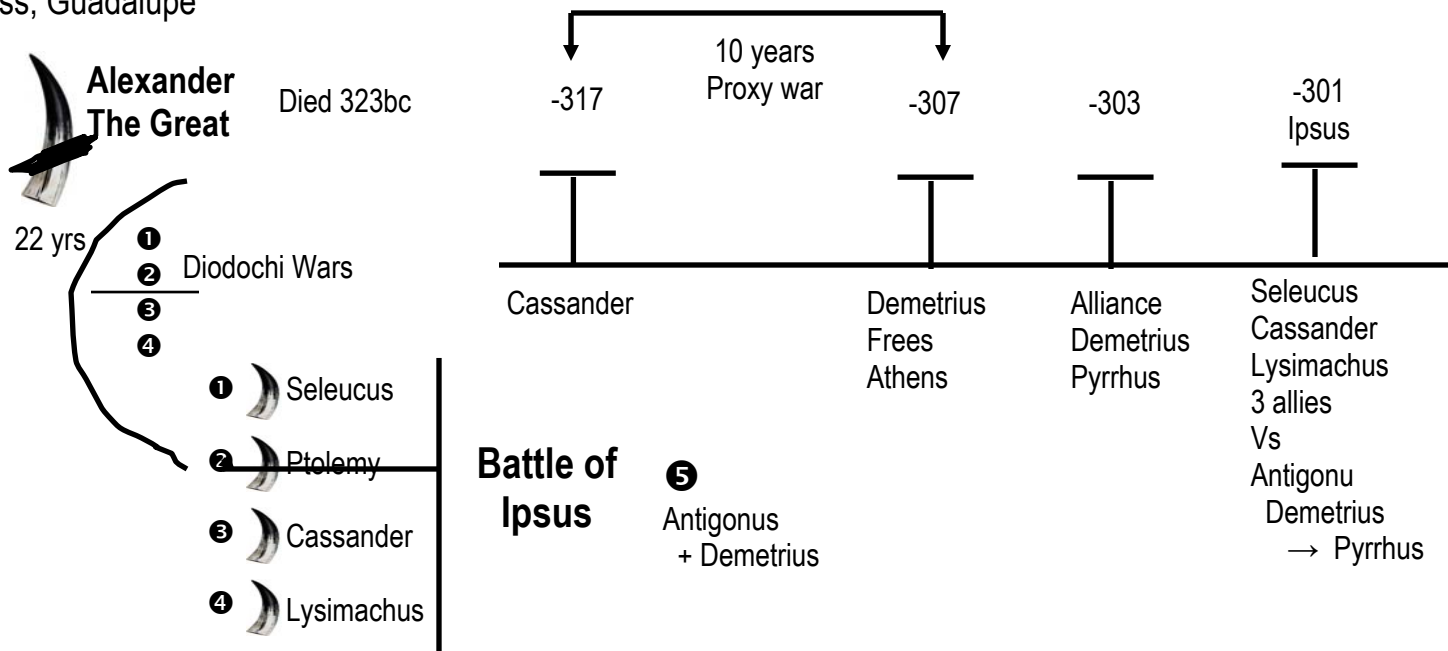 ss, Guadalupe
Alexander
The Great
Died 323bc
22 yrs
❶
❷
❸
❹
Diodochi Wars
❶ Seleucus
❷ Ptolemy
❸ Cassander
❹ Lysimachus
Battle of
Ipsus
❺
Antigonus
+ Demetrius
10 years
Proxy war
-317
-307
-303
-301
Ipsus
Cassander
Demetrius
Frees
Athens
Alliance
Demetrius
Pyrrhus
Seleucus
Cassander
Lysimachus
3 allies
Vs
Antigonu
Demetrius
→ Pyrrhus